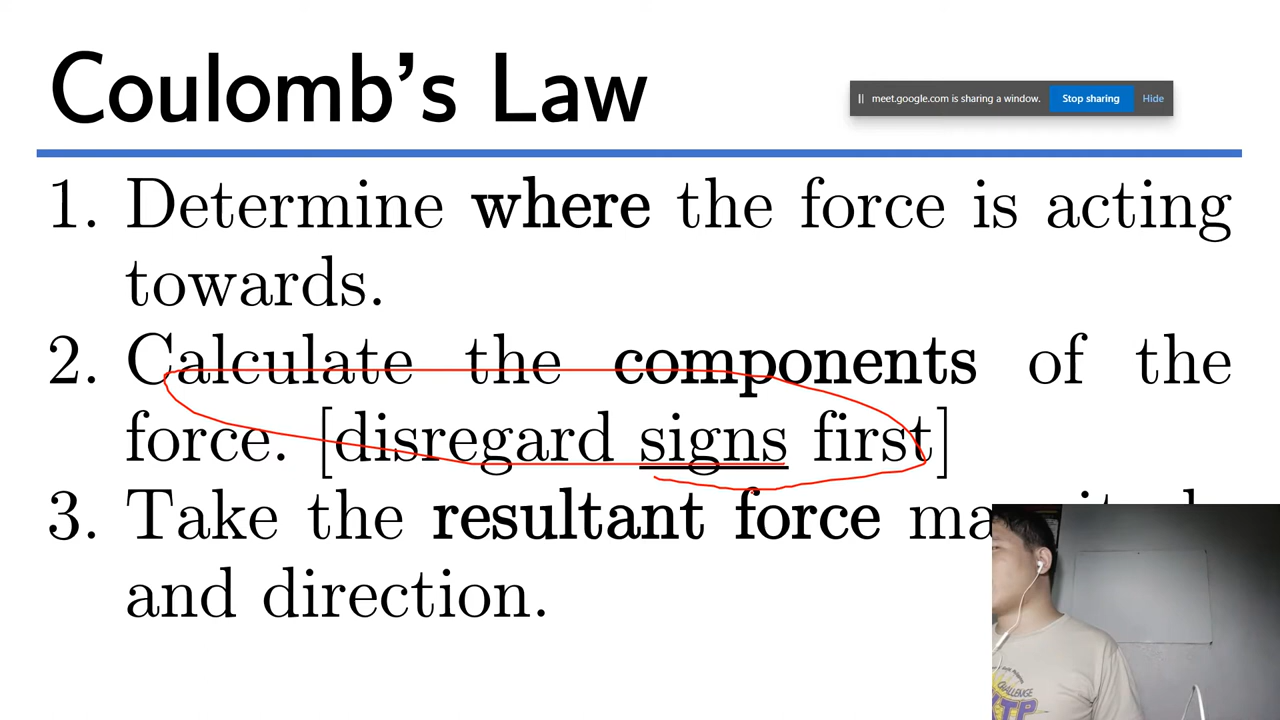 Coulomb's Law
meet.google.com is sharing a window.
Stop sharing
Hide
1. Determine where the force is acting
towards.
2. Calculate the components of the
force. [disregard signs first]
3. Take the resultant force
and direction.
CHALLENGE